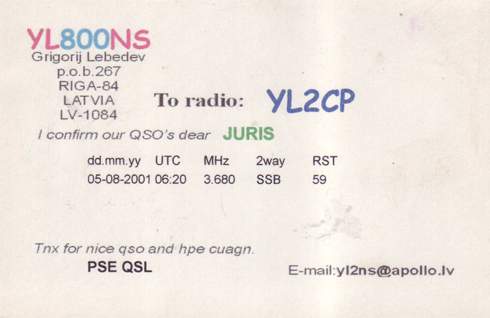 YL800NS
Grigorij Lebedev
p.o.b.267
RIGA-84
LATVIA
LV-1084
To radio: YL2CP
I confirm our QSO's dear JURIS
dd.mm.yy UTC MHz 2way RST
05-08-2001 06:20 3.680 SSB 59
Tnx for nice qso and hpe cuagn.
PSE QSL
E-mail:yl2ns@apollo.lv